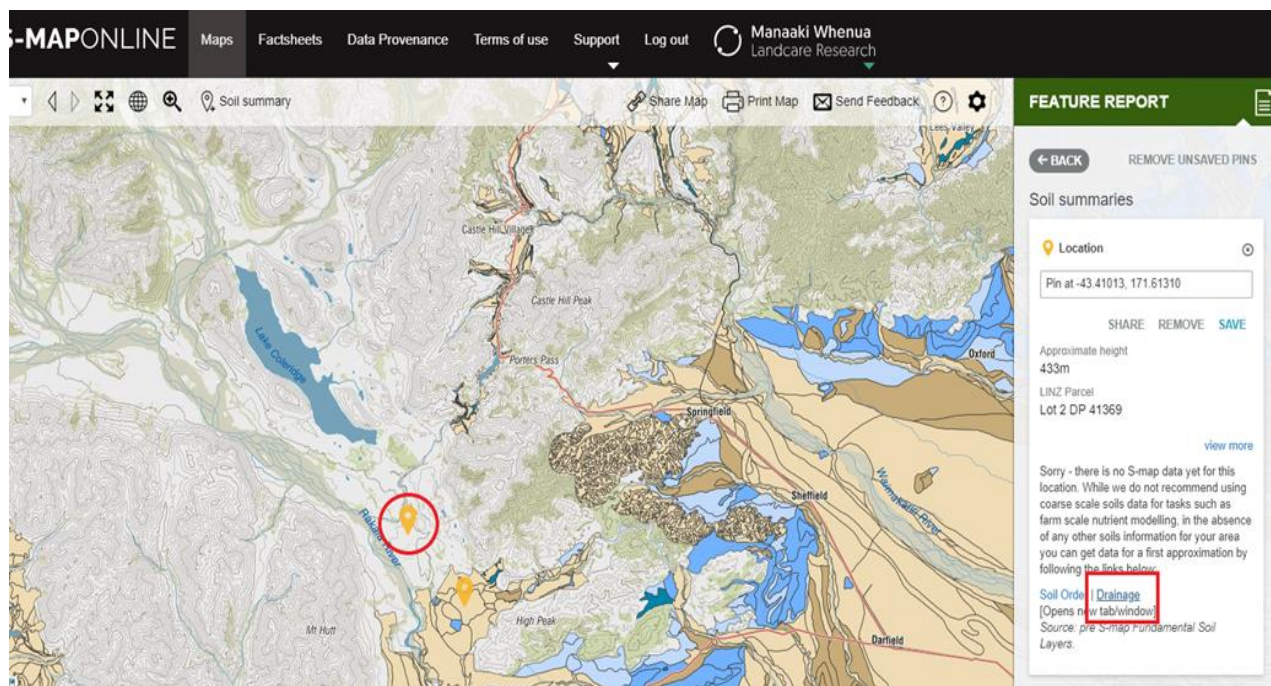 S-MAPONLINE
Maps
Factsheets
Data Provenance
Terms of use
Support
Log out
Manaaki Whenua
Landcare Research
Soil summary
Share Map
Print Map
Send Feedback
?
FEATURE REPORT
← BACK
REMOVE UNSAVED PINS
Soil summaries
Location
Pin at -43.41013, 171.61310
SHARE REMOVE SAVE
Approximate height
433m
LINZ Parcel
Lot 2 DP 41369
view more
Sorry - there is no S-map data yet for this
location. While we do not recommend using
coarse scale soils data for tasks such as
farm scale nutrient modelling, in the absence
of any other soils information for your area
you can get data for a first approximation by
following the links below:
Soil Order | Drainage
[Opens new tab/window]
Source: pre S-map Fundamental Soil
Layers.
Lees Valley
Castle Hill Village
Castle Hill Peak
Lake Coleridge
Porters Pass
Oxford
Springfield
Sheffield
Waimakariri River
Rakaia River
High Peak
Mt Hutt
Darfield